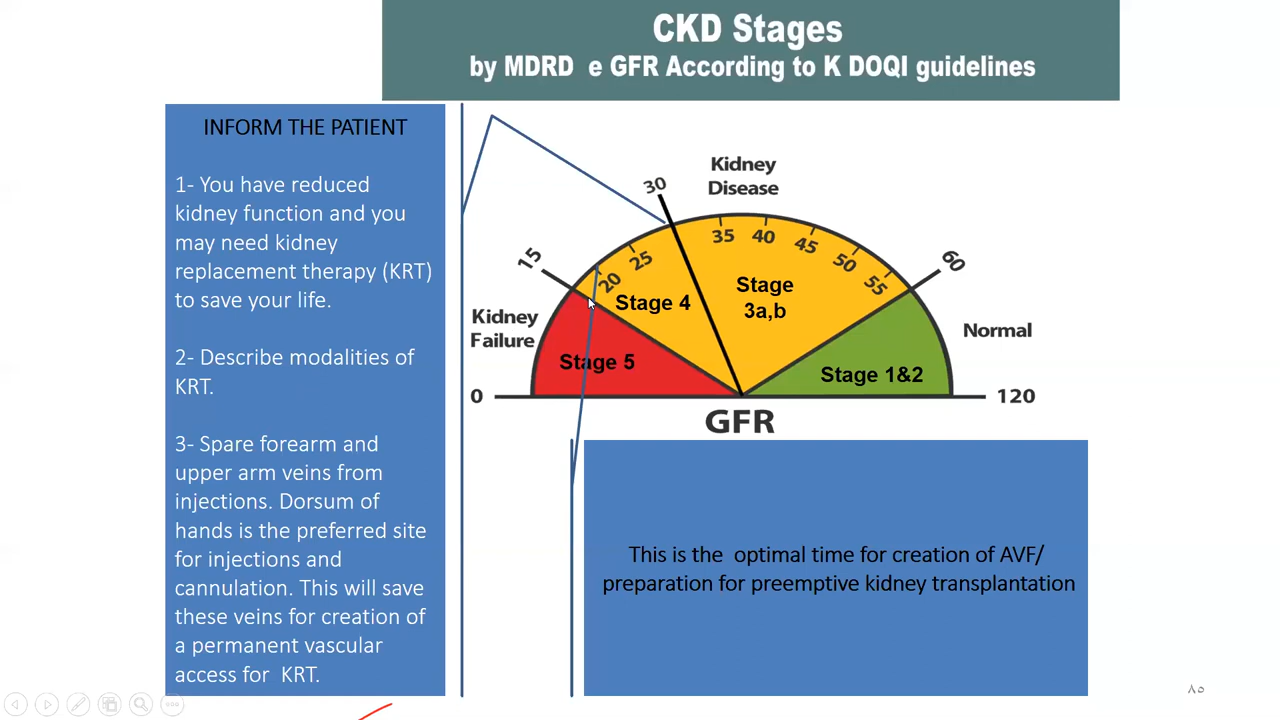 CKD Stages
by MDRD e GFR According to K DOQI guidelines
INFORM THE PATIENT
1- You have reduced
kidney function and you
may need kidney
replacement therapy (KRT)
to save your life.
2- Describe modalities of
KRT.
3- Spare forearm and
upper arm veins from
injections. Dorsum of
hands is the preferred site
for injections and
cannulation. This will save
these veins for creation of
a permanent vascular
access for KRT.
Kidney
Disease
30
15
60
35
40
45
50
55
25
20
Stage 4
Stage
3a,b
Kidney
Failure
Stage 5
Normal
Stage 1&2
0
120
GFR
This is the optimal time for creation of AVF/
preparation for preemptive kidney transplantation
٨٥